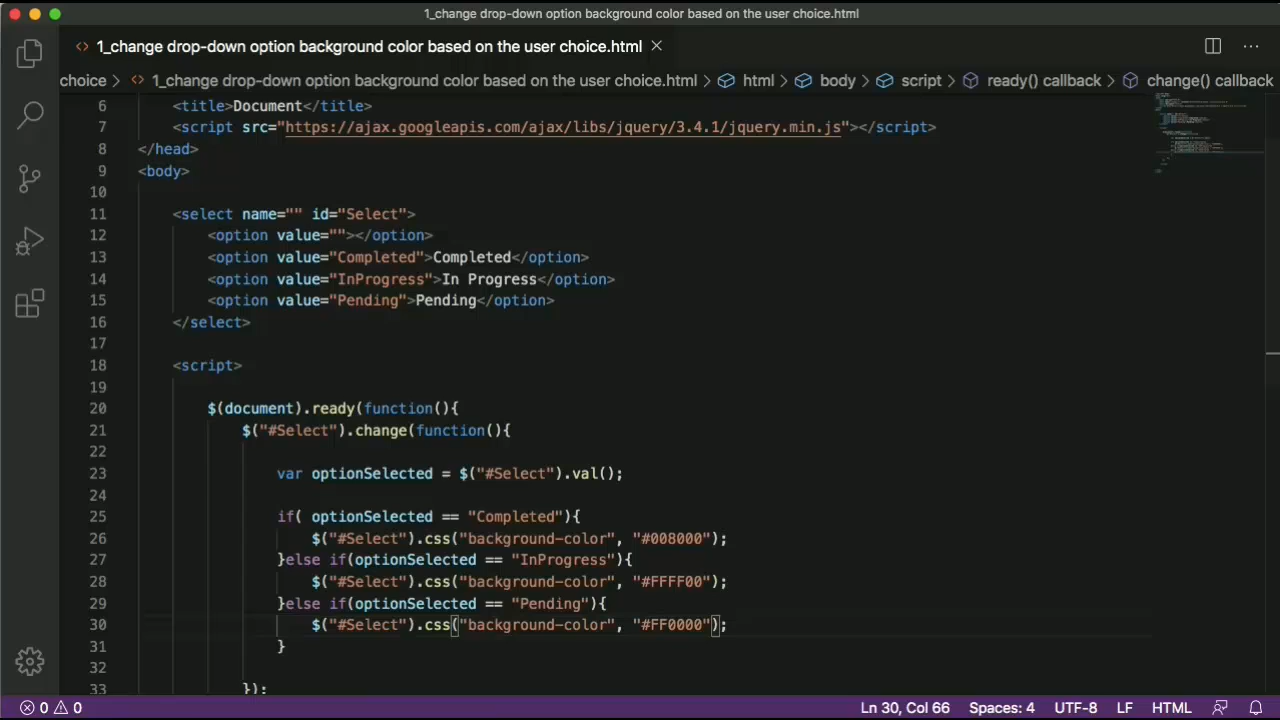 1_change drop-down option background color based on the user choice.html
1_change drop-down option background color based on the user choice.html
choice > 1_change drop-down option background color based on the user choice.html > html > body > script > ready() callback > change() callback
6 <title>Document</title>
7 <script src="https://ajax.googleapis.com/ajax/libs/jquery/3.4.1/jquery.min.js"></script>
8 </head>
9 <body>
10
11 <select name="" id="Select">
12 <option value=""></option>
13 <option value="Completed">Completed</option>
14 <option value="InProgress">In Progress</option>
15 <option value="Pending">Pending</option>
16 </select>
17
18 <script>
19
20 $(document).ready(function(){
21 $("#Select").change(function(){
22
23 var optionSelected = $("#Select").val();
24
25 if( optionSelected == "Completed"){
26 $("#Select").css("background-color", "#008000");
27 }else if(optionSelected == "InProgress"){
28 $("#Select").css("background-color", "#FFFF00");
29 }else if(optionSelected == "Pending"){
30 $("#Select").css("background-color", "#FF0000");
31 }
32
33 });
0 0 Ln 30, Col 66 Spaces: 4 UTF-8 LF HTML